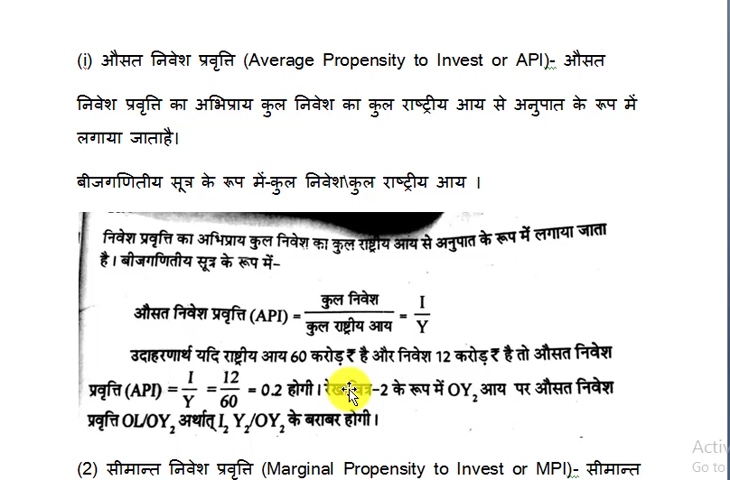 (i) औसत निवेश प्रवृत्ति (Average Propensity to Invest or API)- औसत
निवेश प्रवृत्ति का अभिप्राय कुल निवेश का कुल राष्ट्रीय आय से अनुपात के रूप में
लगाया जाताहै।
बीजगणितीय सूत्र के रूप में-कुल निवेश\कुल राष्ट्रीय आय ।
निवेश प्रवृत्ति का अभिप्राय कुल निवेश का कुल राष्ट्रीय आय से अनुपात के रूप में लगाया जाता
है। बीजगणितीय सूत्र के रूप में-
औसत निवेश प्रवृत्ति (API) = कुल निवेश / कुल राष्ट्रीय आय = I / Y
उदाहरणार्थ यदि राष्ट्रीय आय 60 करोड़ ₹ है और निवेश 12 करोड़ ₹ है तो औसत निवेश
प्रवृत्ति (API) = I / Y = 12 / 60 = 0.2 होगी। रेखाचित्र-2 के रूप में OY₂ आय पर औसत निवेश
प्रवृत्ति OL/OY₂ अर्थात् I₂ Y₂/OY₂ के बराबर होगी।
(2) सीमान्त निवेश प्रवृत्ति (Marginal Propensity to Invest or MPI)- सीमान्त
Activ
Go to